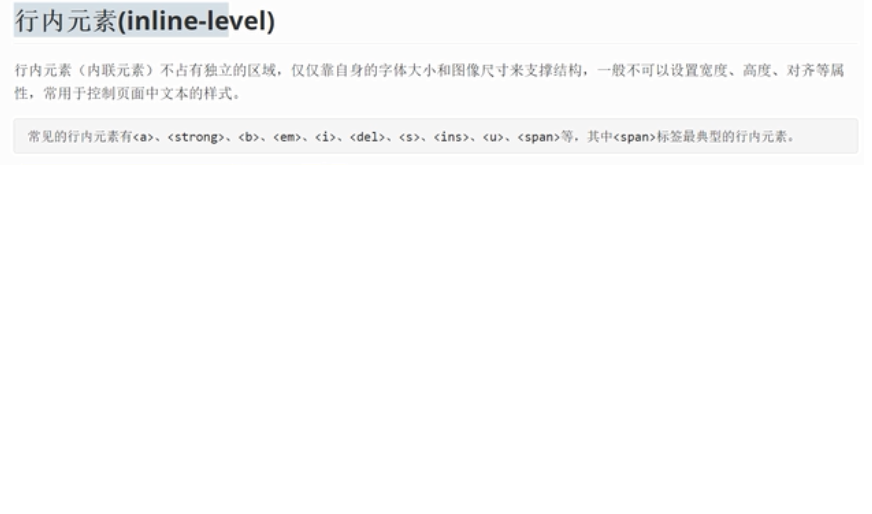 行内元素(inline-level)
行内元素（内联元素）不占有独立的区域，仅仅靠自身的字体大小和图像尺寸来支撑结构，一般不可以设置宽度、高度、对齐等属
性，常用于控制页面中文本的样式。
常见的行内元素有<a>、<strong>、<b>、<em>、<i>、<del>、<s>、<ins>、<u>、<span>等，其中<span>标签最典型的行内元素。